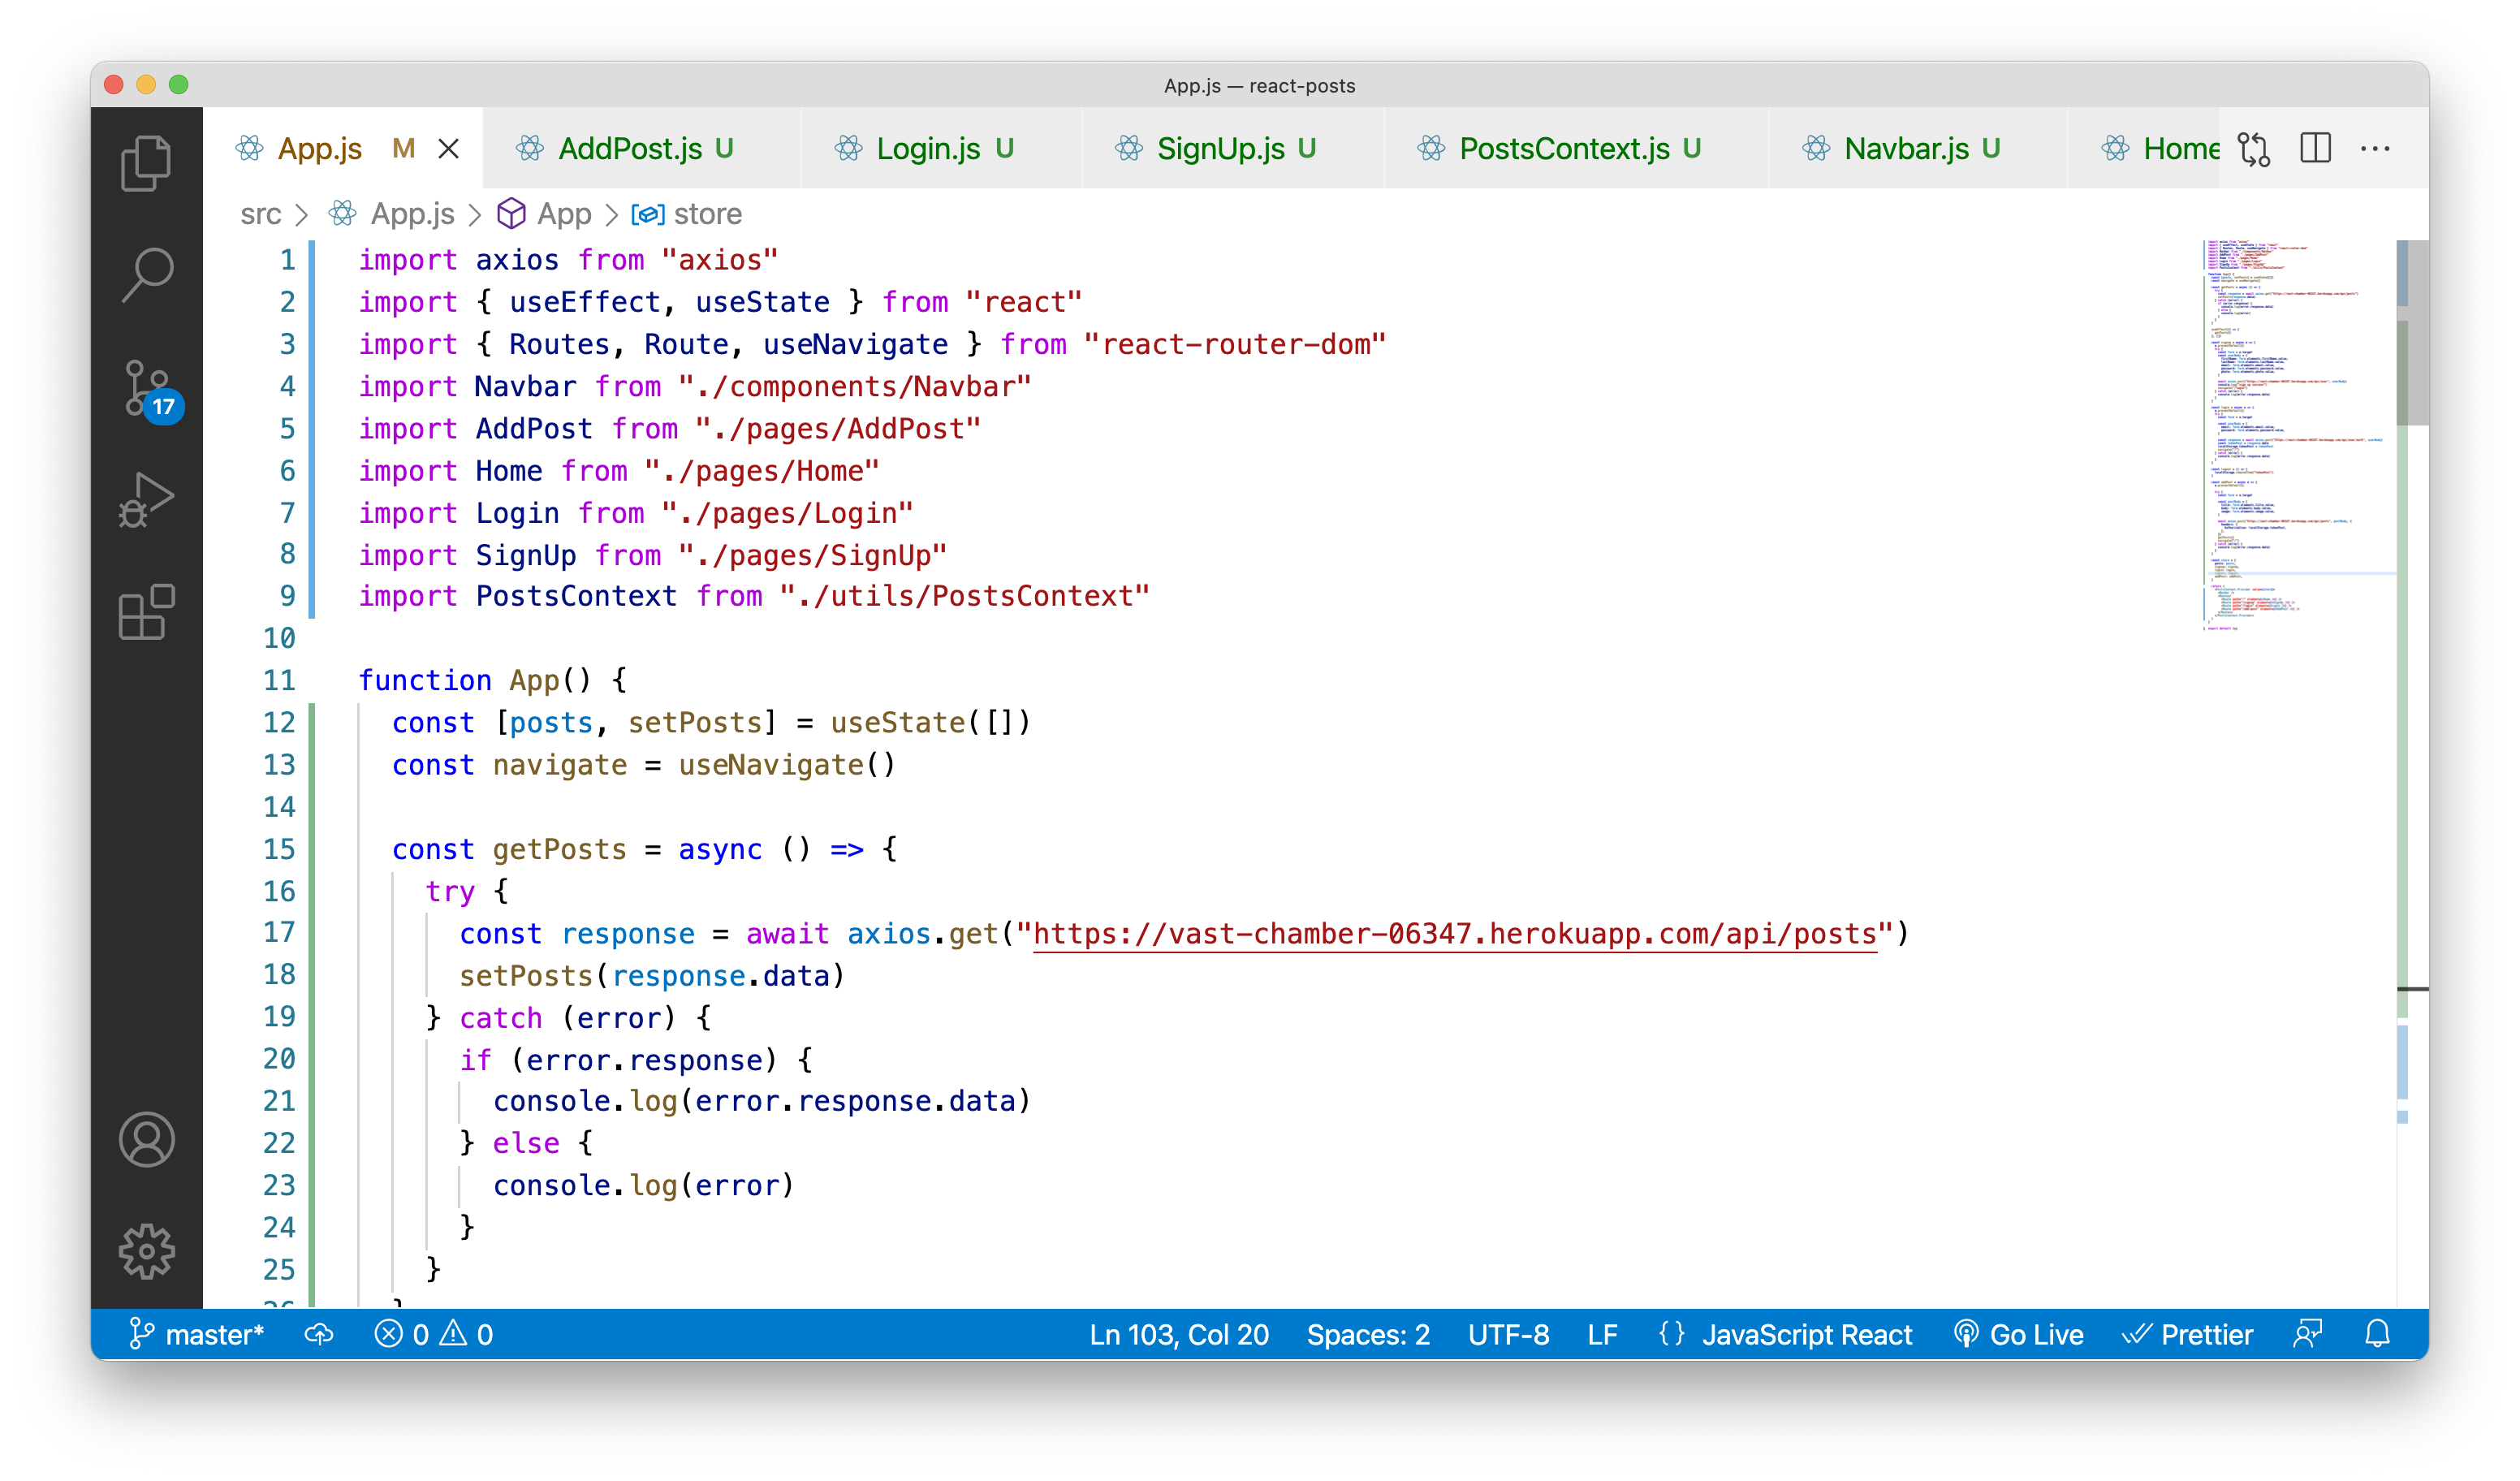 App.js — react-posts
App.js M AddPost.js U Login.js U SignUp.js U PostsContext.js U Navbar.js U Home
src > App.js > App > store
1 import axios from "axios"
2 import { useEffect, useState } from "react"
3 import { Routes, Route, useNavigate } from "react-router-dom"
4 import Navbar from "./components/Navbar"
5 import AddPost from "./pages/AddPost"
6 import Home from "./pages/Home"
7 import Login from "./pages/Login"
8 import SignUp from "./pages/SignUp"
9 import PostsContext from "./utils/PostsContext"
10
11 function App() {
12 const [posts, setPosts] = useState([])
13 const navigate = useNavigate()
14
15 const getPosts = async () => {
16 try {
17 const response = await axios.get("https://vast-chamber-06347.herokuapp.com/api/posts")
18 setPosts(response.data)
19 } catch (error) {
20 if (error.response) {
21 console.log(error.response.data)
22 } else {
23 console.log(error)
24 }
25 }
17
master* 0 0 Ln 103, Col 20 Spaces: 2 UTF-8 LF {} JavaScript React Go Live Prettier